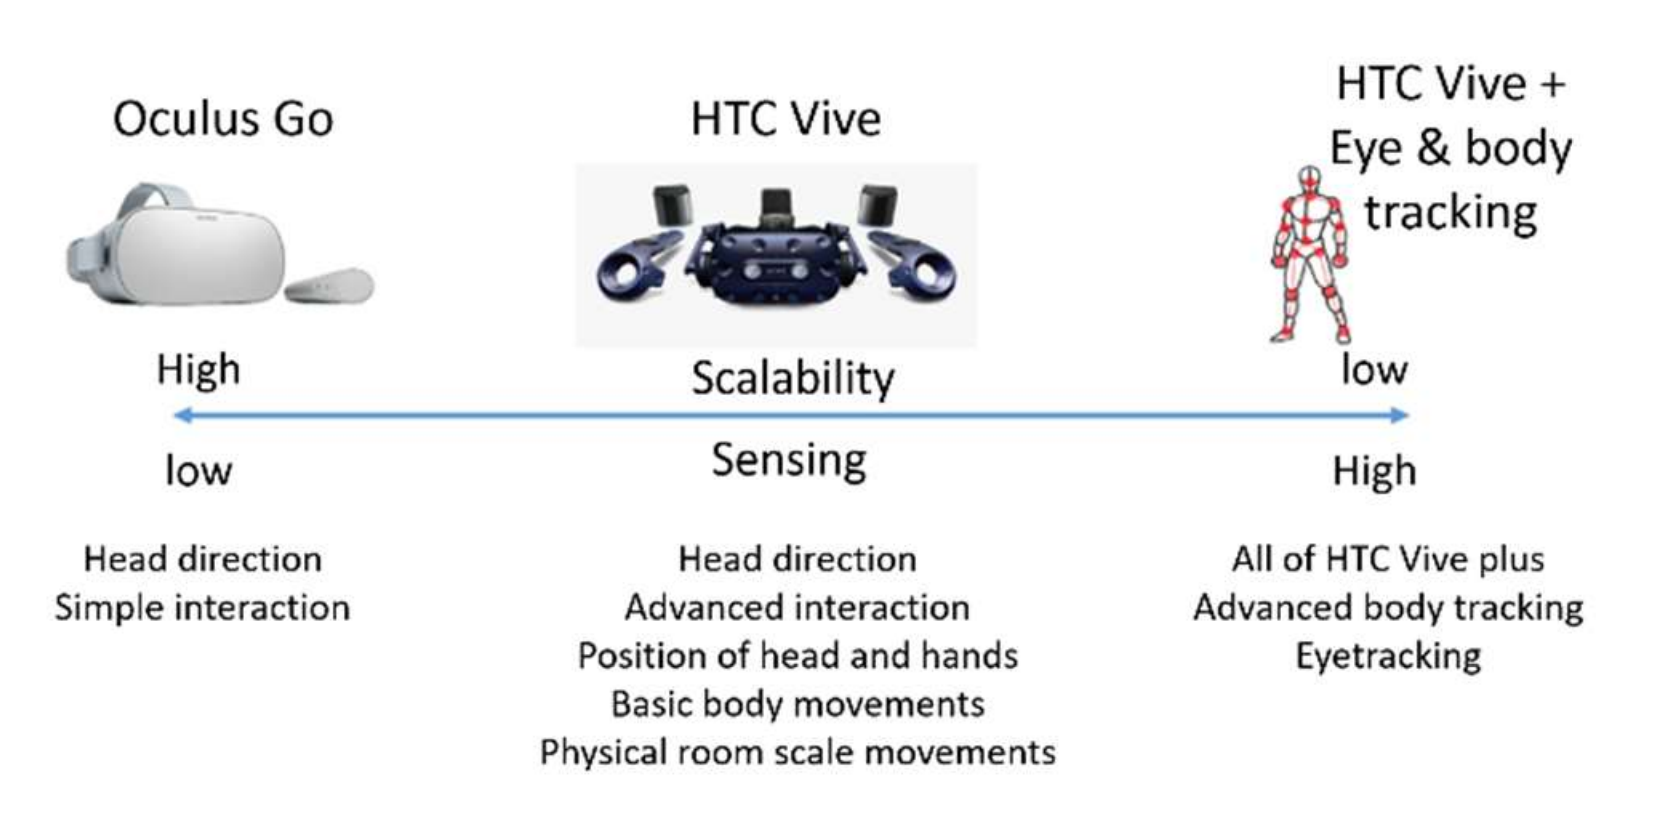 Oculus Go
HTC Vive
HTC Vive +
Eye & body
tracking
High
Scalability
low
low
Sensing
High
Head direction
Simple interaction
Head direction
Advanced interaction
Position of head and hands
Basic body movements
Physical room scale movements
All of HTC Vive plus
Advanced body tracking
Eyetracking